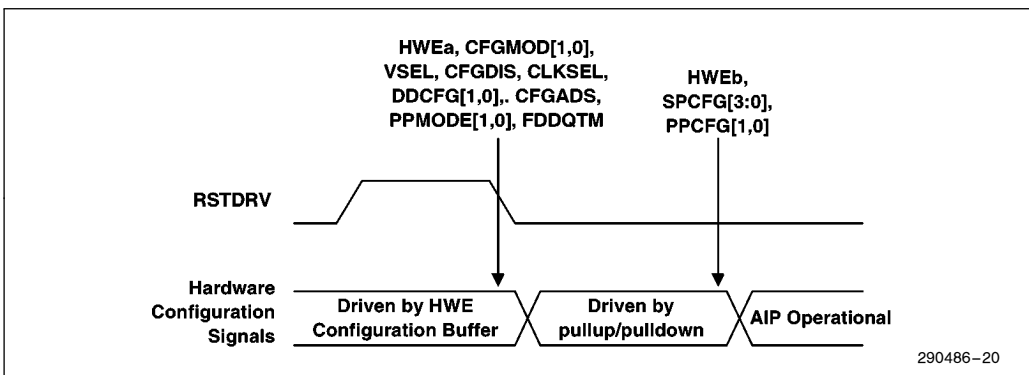 HWEa, CFGMOD[1,0],
VSEL, CFGDIS, CLKSEL,
DDCFG[1,0],. CFGADS,
PPMODE[1,0], FDDQTM
HWEb,
SPCFG[3:0],
PPCFG[1,0]
RSTDRV
Hardware
Configuration
Signals
Driven by HWE
Configuration Buffer
Driven by
pullup/pulldown
AIP Operational
290486–20